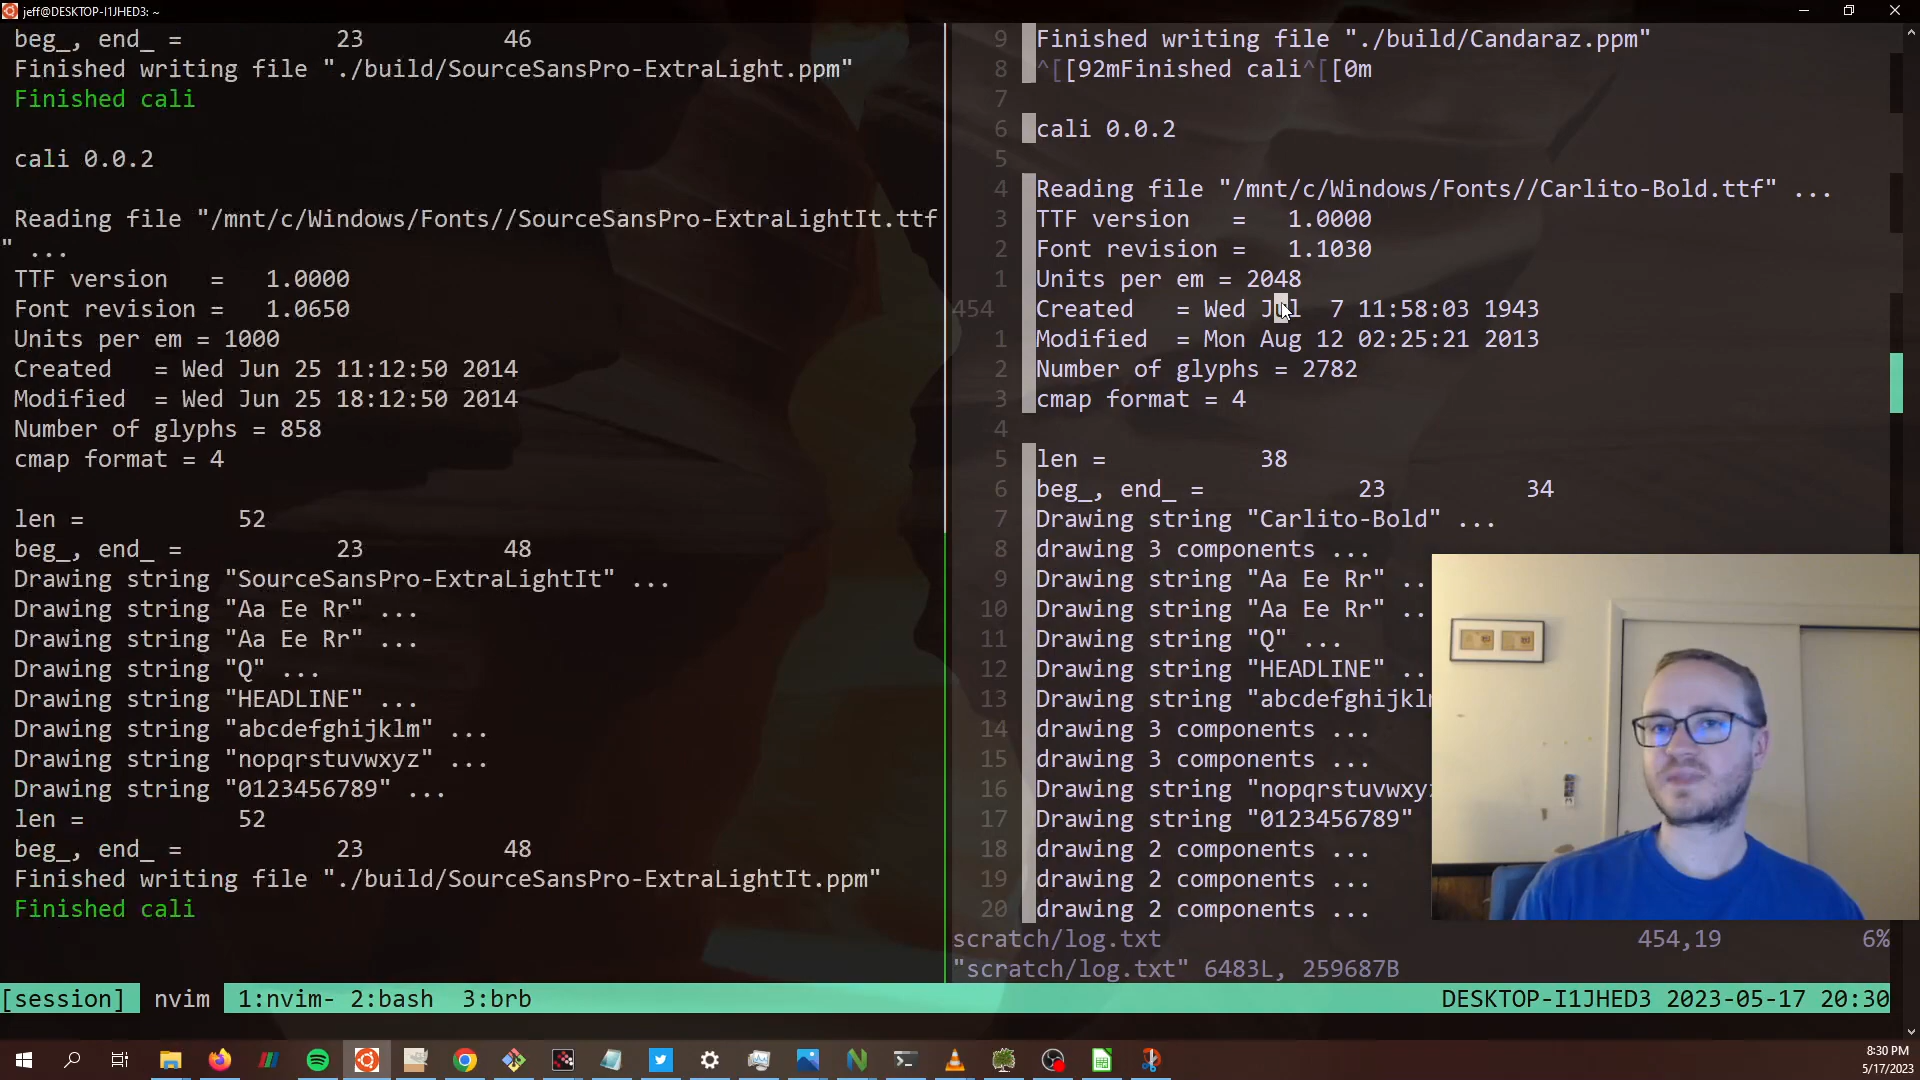 jeff@DESKTOP-I1JHED3: ~
beg_, end_ = 23 46
Finished writing file "./build/SourceSansPro-ExtraLight.ppm"
Finished cali
cali 0.0.2
Reading file "/mnt/c/Windows/Fonts//SourceSansPro-ExtraLightIt.ttf
" ...
TTF version = 1.0000
Font revision = 1.0650
Units per em = 1000
Created = Wed Jun 25 11:12:50 2014
Modified = Wed Jun 25 18:12:50 2014
Number of glyphs = 858
cmap format = 4
len = 52
beg_, end_ = 23 48
Drawing string "SourceSansPro-ExtraLightIt" ...
Drawing string "Aa Ee Rr" ...
Drawing string "Aa Ee Rr" ...
Drawing string "Q" ...
Drawing string "HEADLINE" ...
Drawing string "abcdefghijklm" ...
Drawing string "nopqrstuvwxyz" ...
Drawing string "0123456789" ...
len = 52
beg_, end_ = 23 48
Finished writing file "./build/SourceSansPro-ExtraLightIt.ppm"
Finished cali
9 Finished writing file "./build/Candaraz.ppm"
8 ^[[92mFinished cali^[[0m
7
6 cali 0.0.2
5
4 Reading file "/mnt/c/Windows/Fonts//Carlito-Bold.ttf" ...
3 TTF version = 1.0000
2 Font revision = 1.1030
1 Units per em = 2048
454 Created = Wed Jul 7 11:58:03 1943
1 Modified = Mon Aug 12 02:25:21 2013
2 Number of glyphs = 2782
3 cmap format = 4
4
5 len = 38
6 beg_, end_ = 23 34
7 Drawing string "Carlito-Bold" ...
8 drawing 3 components ...
9 Drawing string "Aa Ee Rr" ..
10 Drawing string "Aa Ee Rr" ..
11 Drawing string "Q" ...
12 Drawing string "HEADLINE" ..
13 Drawing string "abcdefghijkl
14 drawing 3 components ...
15 drawing 3 components ...
16 Drawing string "nopqrstuvwxy
17 Drawing string "0123456789"
18 drawing 2 components ...
19 drawing 2 components ...
20 drawing 2 components ...
scratch/log.txt 454,19 6%
"scratch/log.txt" 6483L, 259687B
[session] nvim 1:nvim- 2:bash 3:brb DESKTOP-I1JHED3 2023-05-17 20:30
8:30 PM
5/17/2023